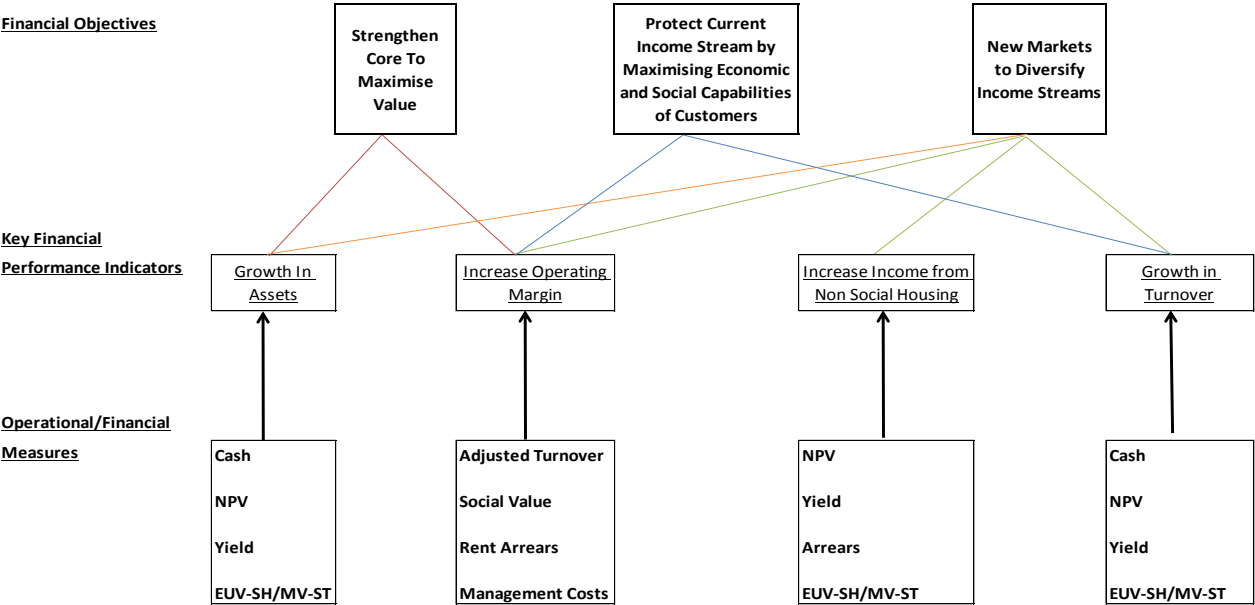 Financial Objectives
Strengthen
Core To
Maximise
Value
Protect Current
Income Stream by
Maximising Economic
and Social Capabilities
of Customers
New Markets
to Diversify
Income Streams
Key Financial
Performance Indicators
Growth In
Assets
Increase Operating
Margin
Increase Income from
Non Social Housing
Growth in
Turnover
Operational/Financial
Measures
Cash
NPV
Yield
EUV-SH/MV-ST
Adjusted Turnover
Social Value
Rent Arrears
Management Costs
NPV
Yield
Arrears
EUV-SH/MV-ST
Cash
NPV
Yield
EUV-SH/MV-ST